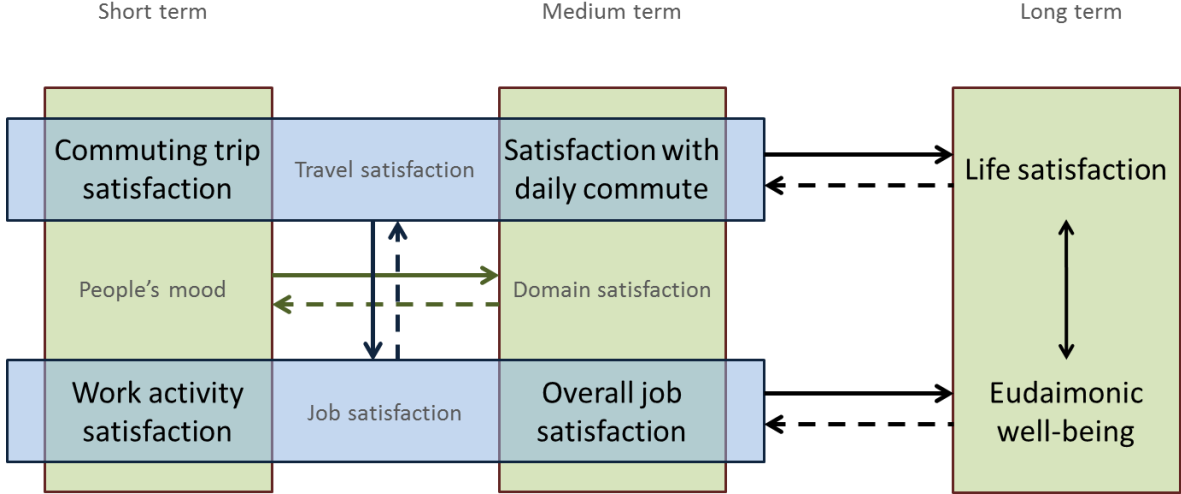 Short term
Medium term
Long term
Commuting trip
satisfaction
Travel satisfaction
Satisfaction with
daily commute
Life satisfaction
People’s mood
Domain satisfaction
Work activity
satisfaction
Job satisfaction
Overall job
satisfaction
Eudaimonic
well-being